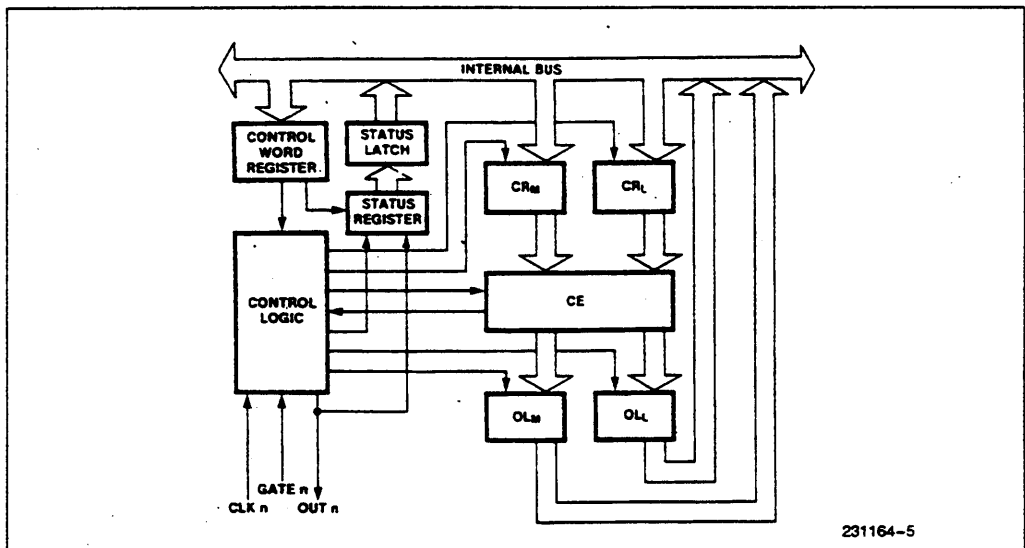 INTERNAL BUS
CONTROL
WORD
REGISTER.
STATUS
LATCH
STATUS
REGISTER
CRM
CRL
CONTROL
LOGIC
CE
OLM
OLL
GATE n
CLK n
OUT n
231164-5